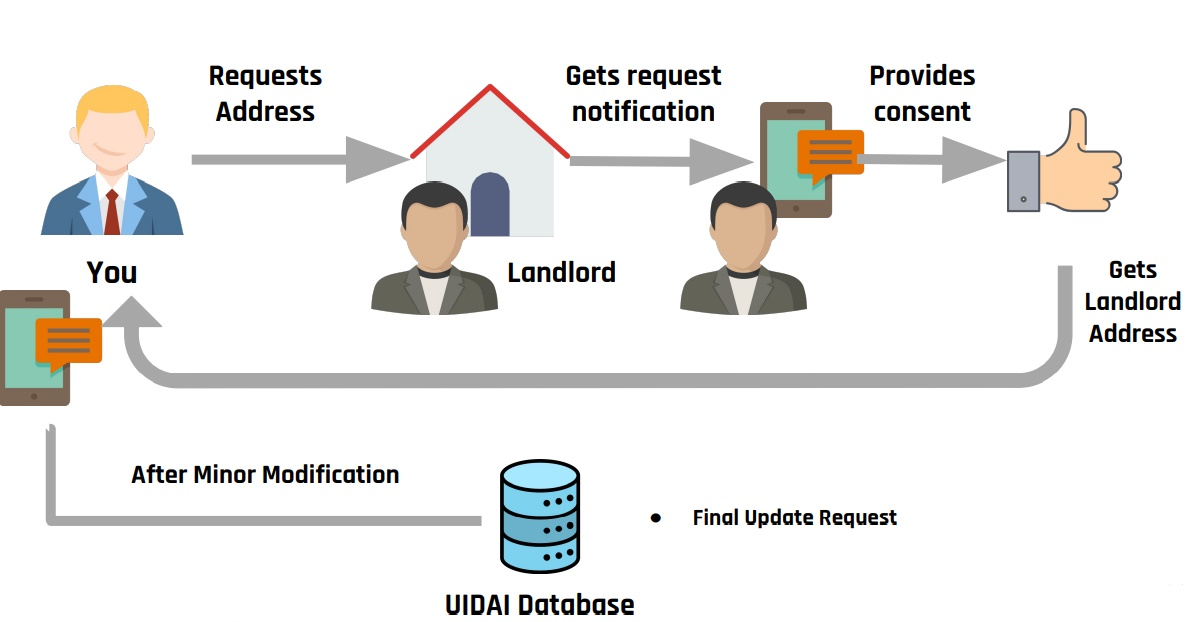 Requests
Address
Gets request
notification
Provides
consent
You
Landlord
Gets
Landlord
Address
After Minor Modification
• Final Update Request
UIDAI Database